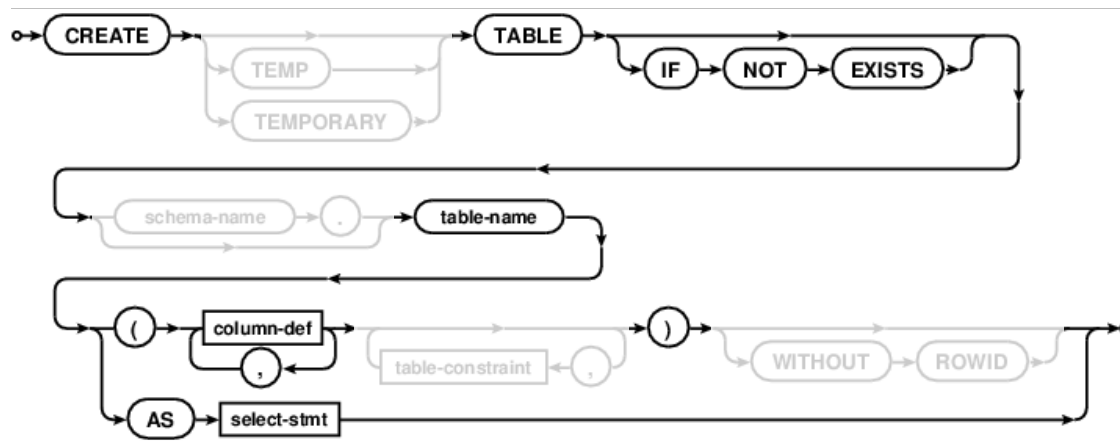 CREATE TABLE
TEMP IF NOT EXISTS
TEMPORARY
schema-name . table-name
( column-def )
, table-constraint ,
WITHOUT ROWID
AS select-stmt